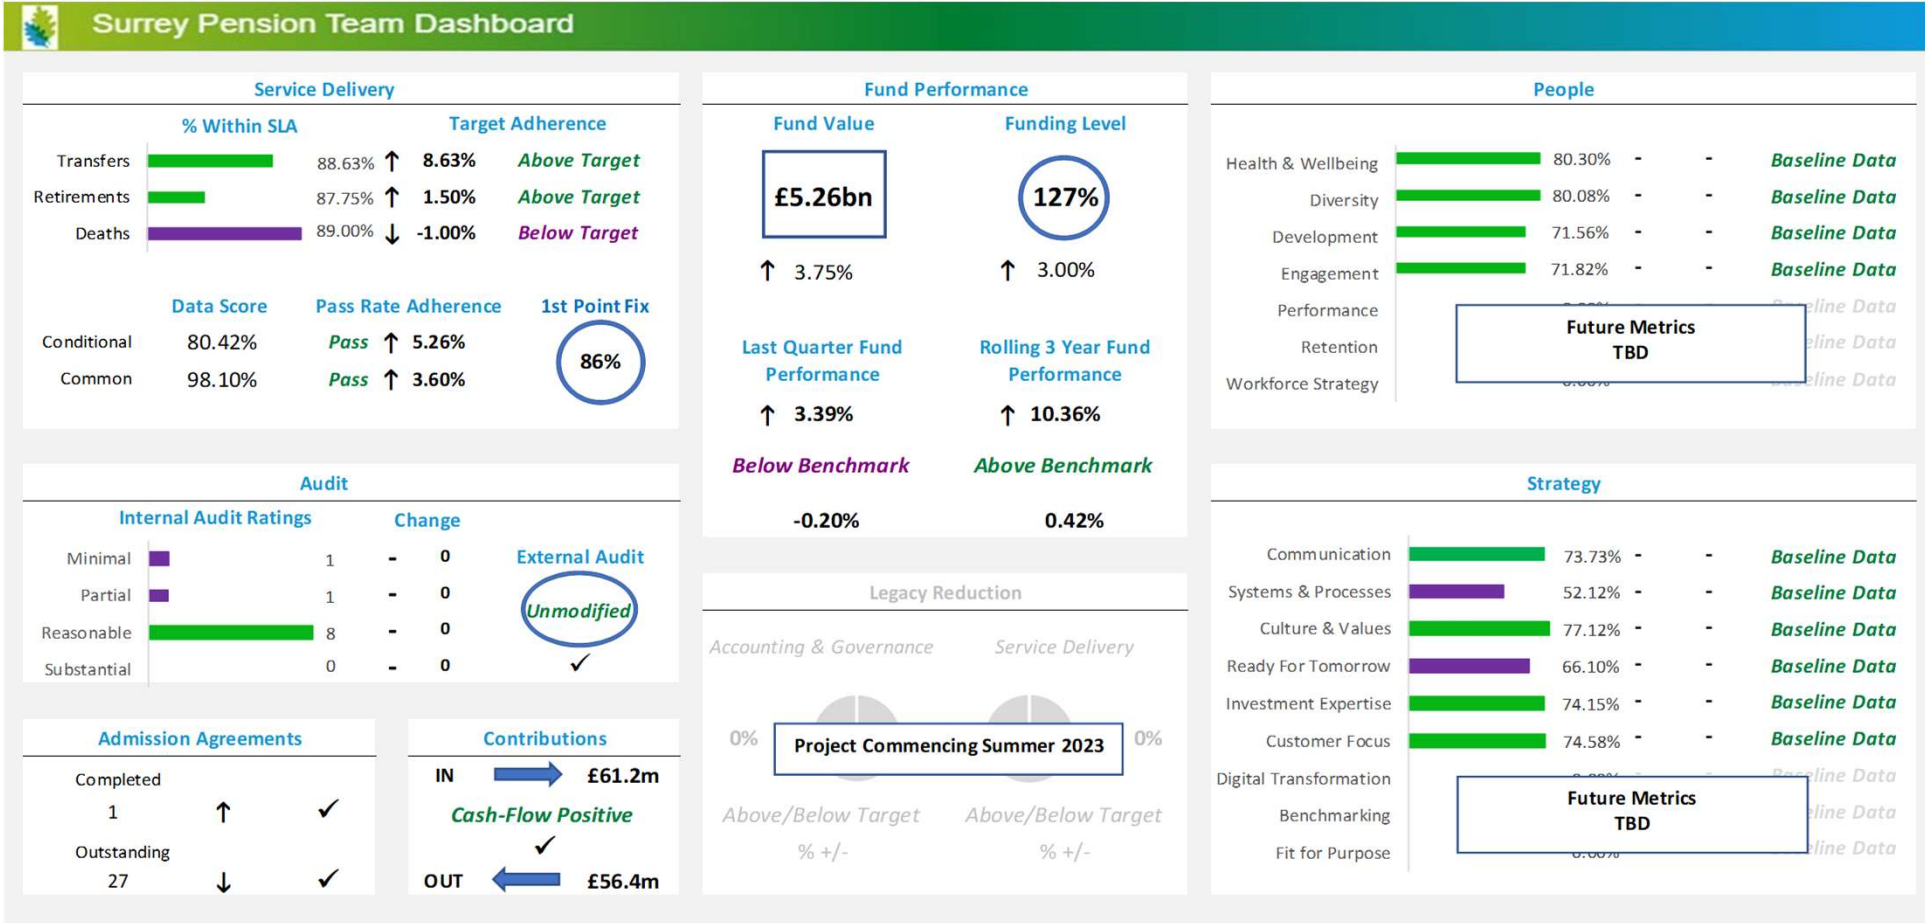 Surrey Pension Team Dashboard
Service Delivery
% Within SLA Target Adherence
Transfers 88.63% ↑ 8.63% Above Target
Retirements 87.75% ↑ 1.50% Above Target
Deaths 89.00% ↓ -1.00% Below Target
Data Score Pass Rate Adherence 1st Point Fix
Conditional 80.42% Pass ↑ 5.26%
86%
Common 98.10% Pass ↑ 3.60%
Audit
Internal Audit Ratings Change
Minimal 1 - 0 External Audit
Partial 1 - 0
Unmodified
Reasonable 8 - 0
Substantial 0 - 0 ✓
Admission Agreements
Completed
1 ↑ ✓
Outstanding
27 ↓ ✓
Contributions
IN £61.2m
Cash-Flow Positive
✓
OUT £56.4m
Fund Performance
Fund Value Funding Level
£5.26bn 127%
↑ 3.75% ↑ 3.00%
Last Quarter Fund Rolling 3 Year Fund
Performance Performance
↑ 3.39% ↑ 10.36%
Below Benchmark Above Benchmark
-0.20% 0.42%
Legacy Reduction
Accounting & Governance Service Delivery
0% Project Commencing Summer 2023 0%
Above/Below Target Above/Below Target
% +/- % +/-
People
Health & Wellbeing 80.30% - - Baseline Data
Diversity 80.08% - - Baseline Data
Development 71.56% - - Baseline Data
Engagement 71.82% - - Baseline Data
Performance
Future Metrics
Retention TBD
Workforce Strategy
Strategy
Communication 73.73% - - Baseline Data
Systems & Processes 52.12% - - Baseline Data
Culture & Values 77.12% - - Baseline Data
Ready For Tomorrow 66.10% - - Baseline Data
Investment Expertise 74.15% - - Baseline Data
Customer Focus 74.58% - - Baseline Data
Digital Transformation
Future Metrics
Benchmarking TBD
Fit for Purpose